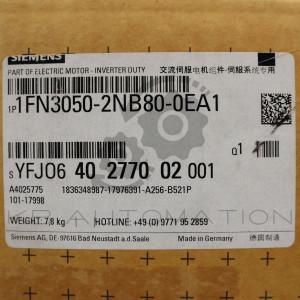 SIEMENS
PART OF ELECTRIC MOTOR - INVERTER DUTY 交流伺服电机组件-伺服系统专用
1P 1FN3050-2NB80-0EA1
S YFJ06 40 2770 02 001 Q 1
A4025775 1836348987-17976391-A256-B521P
101-17998
AUTOMATION
WEIGHT: 7,8 kg HOTLINE: +49 (0) 9771 95 2859
Siemens AG, DE-97616 Bad Neustadt a.d.Saale Made in Germany 德国制造